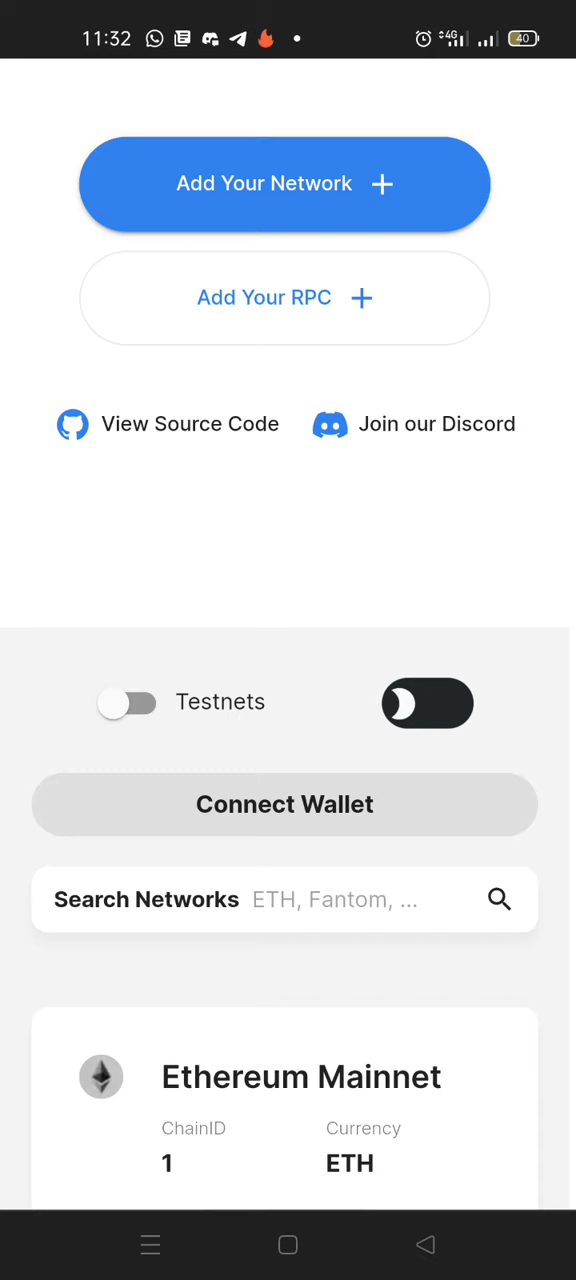 11:32 4G 40
Add Your Network
Add Your RPC
View Source Code Join our Discord
Testnets
Connect Wallet
Search Networks ETH, Fantom, ...
Ethereum Mainnet
ChainID Currency
1 ETH